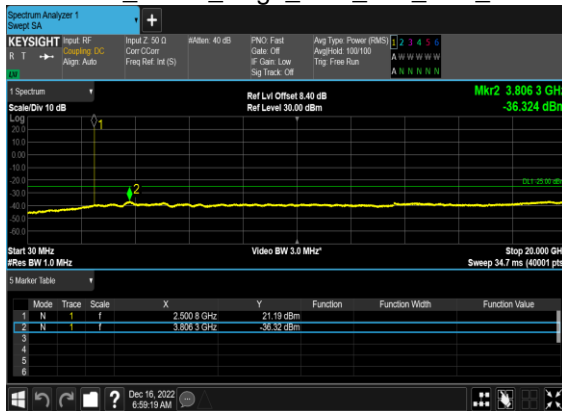 Spectrum Analyzer 1
Swept SA
+
KEYSIGHT Input: RF Input Z: 50 Ω #Atten: 40 dB PNO: Fast Avg Type: Power (RMS) 1 2 3 4 5 6
R T Coupling: DC Corr CCorr Gate: Off Avg|Hold: 100/100 A W W W W W
Align: Auto Freq Ref: Int (S) IF Gain: Low Trig: Free Run
Sig Track: Off A N N N N N
1 Spectrum Ref Lvl Offset 8.40 dB Mkr2 3.806 3 GHz
Scale/Div 10 dB Ref Level 30.00 dBm -36.324 dBm
Log
20.0
10.0
0.00
-10.0
-20.0
-30.0
-40.0
-50.0
-60.0
1
2
DL1 -25.00 dBm
Start 30 MHz Video BW 3.0 MHz* Stop 20.000 GHz
#Res BW 1.0 MHz Sweep 34.7 ms (40001 pts)
5 Marker Table
Mode Trace Scale X Y Function Function Width Function Value
1 N 1 f 2.500 8 GHz 21.19 dBm
2 N 1 f 3.806 3 GHz -36.32 dBm
3
4
5
6
? Dec 16, 2022
6:59:19 AM